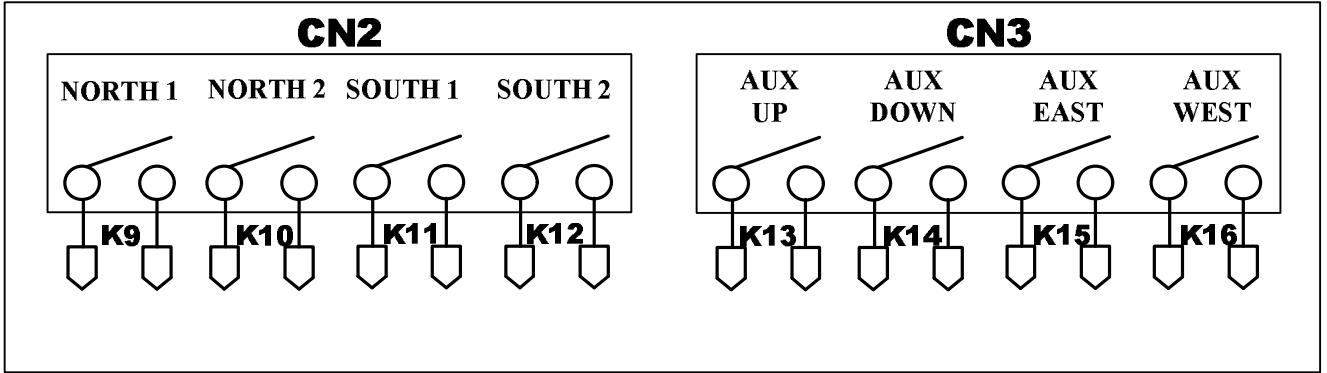 CN2
CN3
NORTH 1 NORTH 2 SOUTH 1 SOUTH 2
AUX AUX AUX AUX
UP DOWN EAST WEST
K9 K10 K11 K12 K13 K14 K15 K16